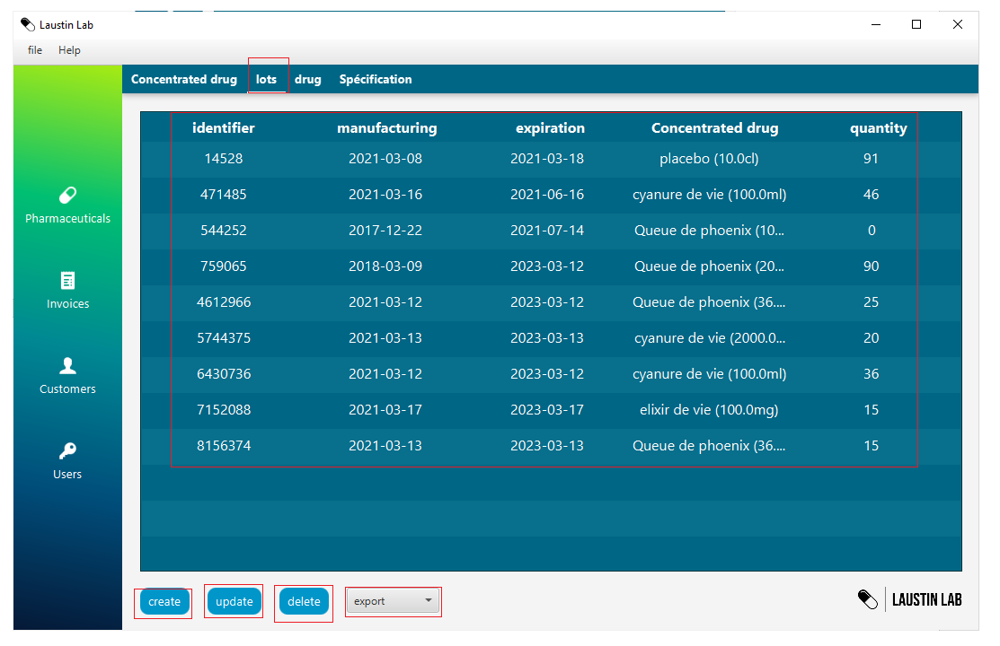 Laustin Lab
file Help
Concentrated drug lots drug Spécification
identifier manufacturing expiration Concentrated drug quantity
14528 2021-03-08 2021-03-18 placebo (10.0cl) 91
471485 2021-03-16 2021-06-16 cyanure de vie (100.0ml) 46
544252 2017-12-22 2021-07-14 Queue de phoenix (10... 0
759065 2018-03-09 2023-03-12 Queue de phoenix (20... 90
4612966 2021-03-12 2023-03-12 Queue de phoenix (36.... 25
5744375 2021-03-13 2023-03-13 cyanure de vie (2000.0... 20
6430736 2021-03-12 2023-03-12 cyanure de vie (100.0ml) 36
7152088 2021-03-17 2023-03-17 elixir de vie (100.0mg) 15
8156374 2021-03-13 2023-03-13 Queue de phoenix (36.... 15
Pharmaceuticals
Invoices
Customers
Users
create update delete export
LAUSTIN LAB